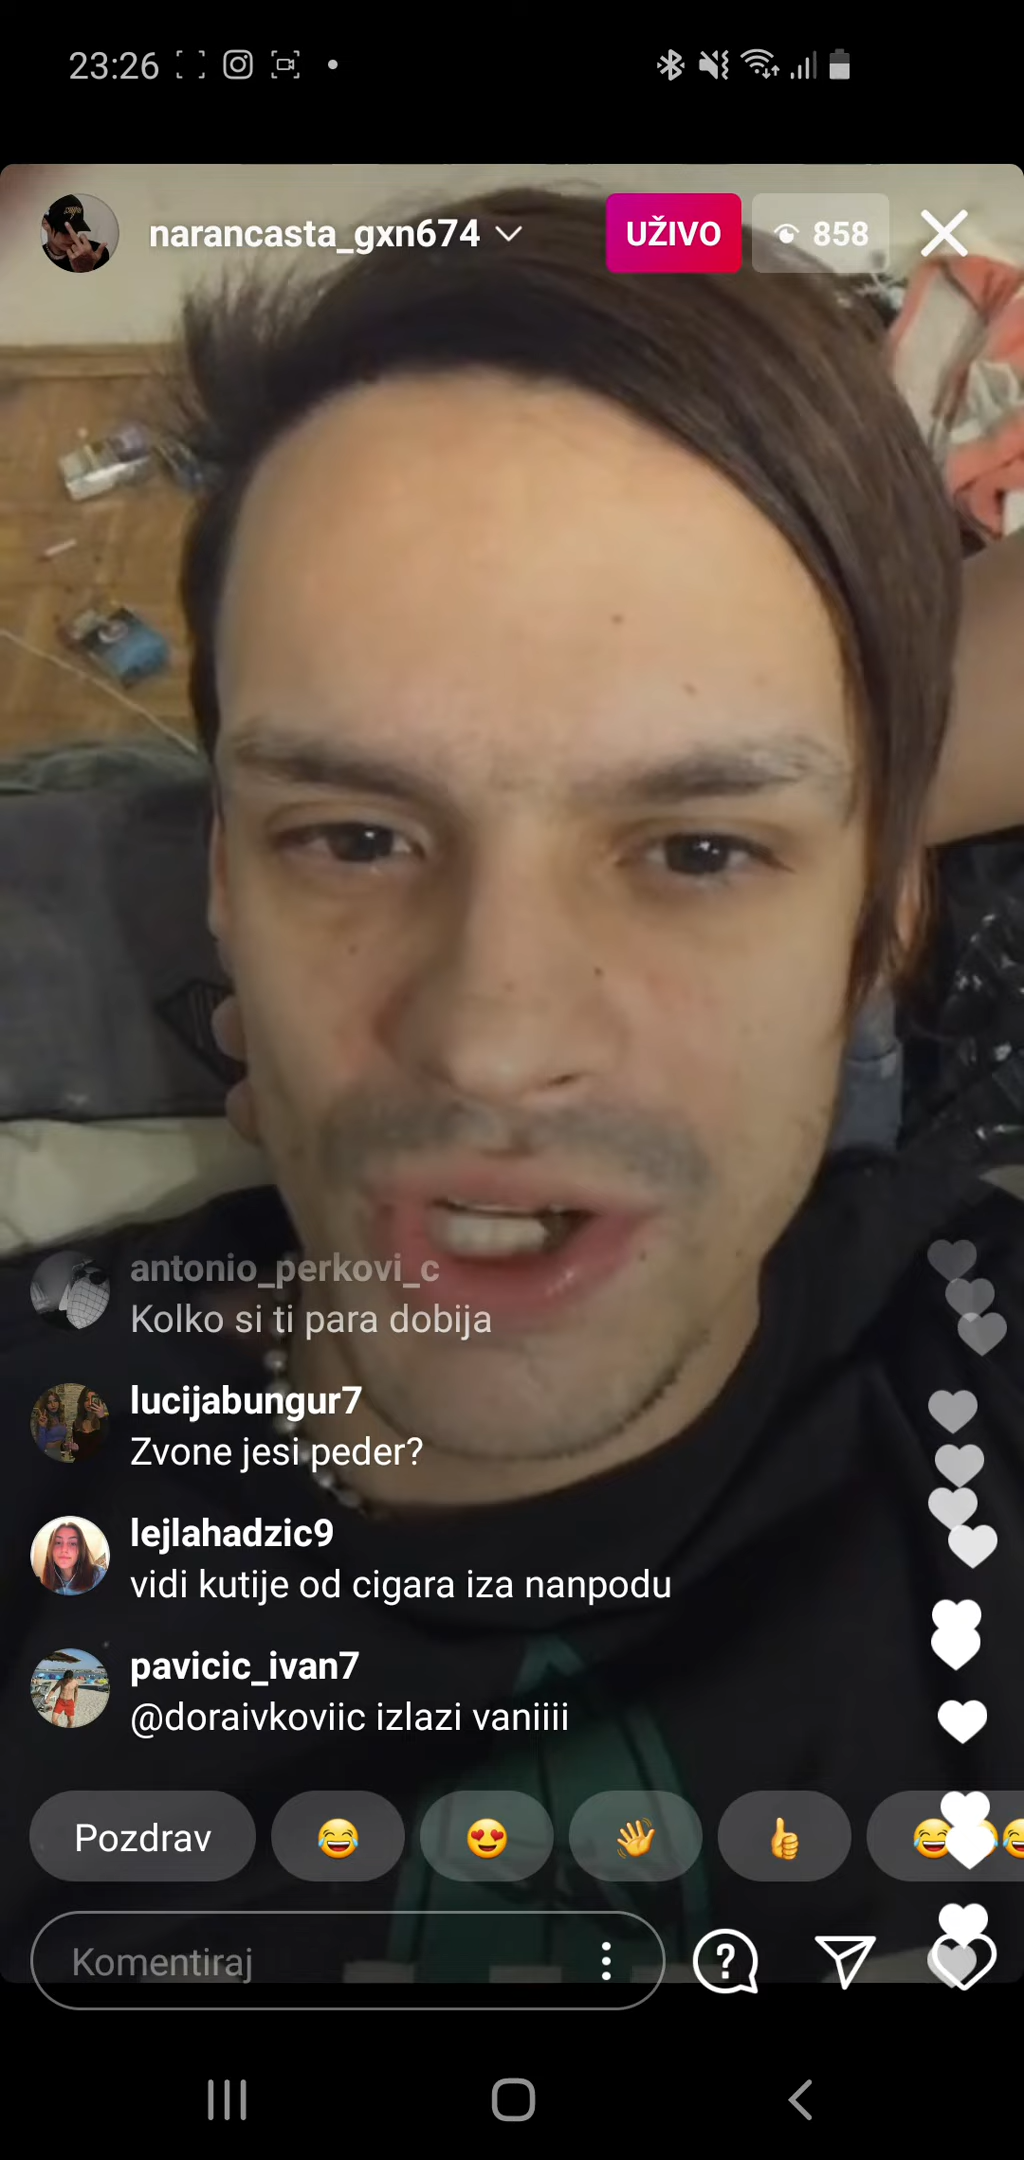 23:26
narancasta_gxn674
UŽIVO
858
antonio_perkovi_c
Kolko si ti para dobija
lucijabungur7
Zvone jesi peder?
lejlahadzic9
vidi kutije od cigara iza nanpodu
pavicic_ivan7
@doraivkoviic izlazi vaniiii
Pozdrav
Komentiraj